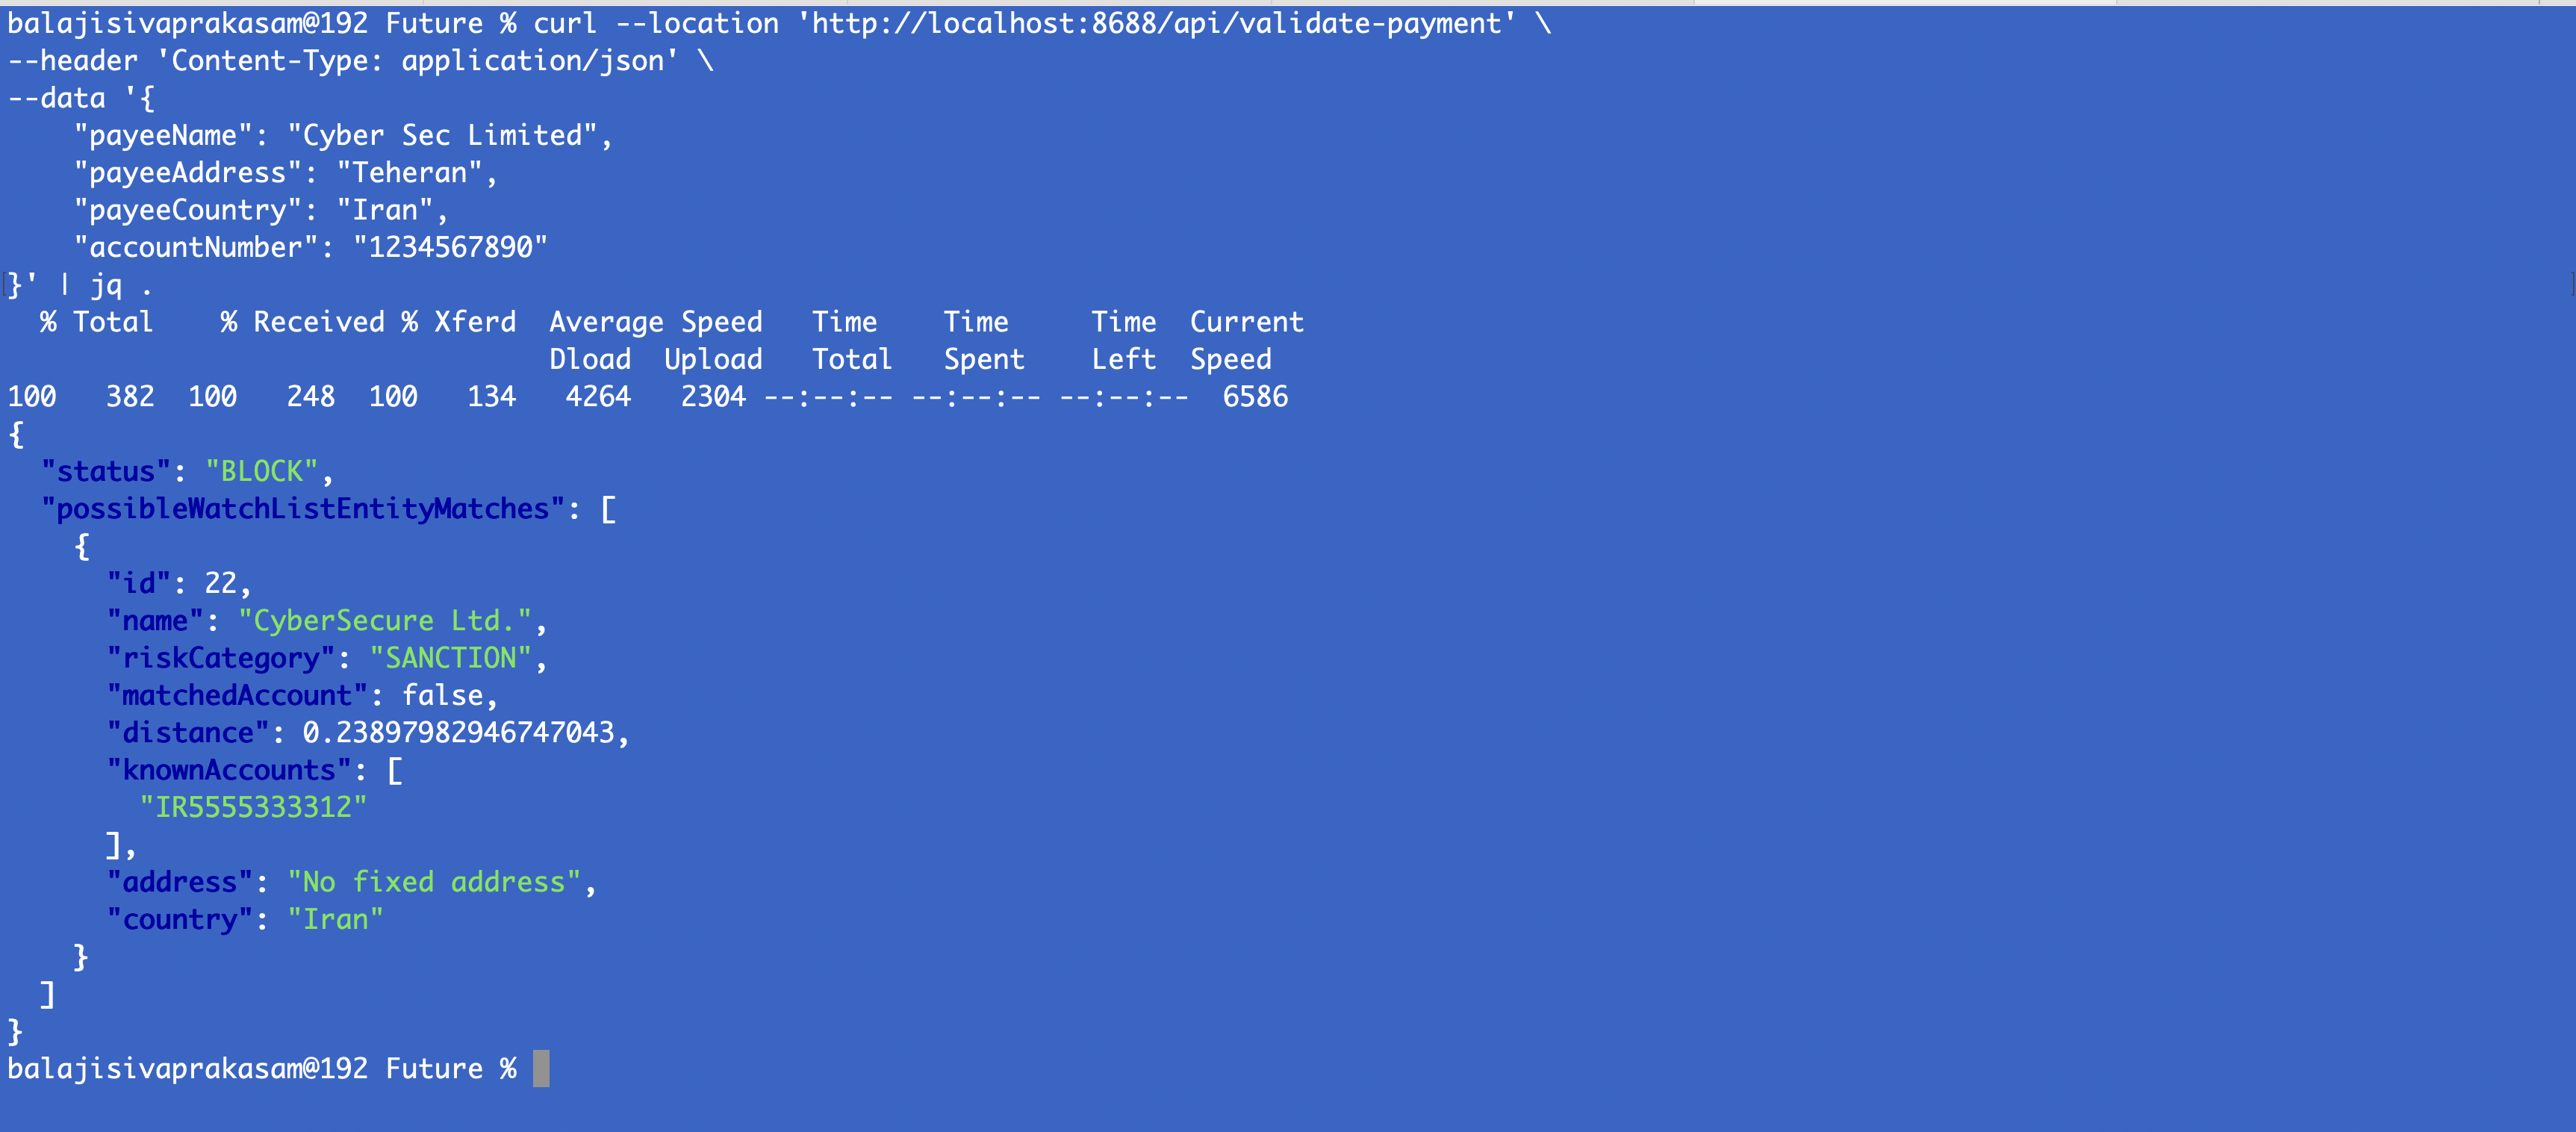 balajisivaprakasam@192 Future % curl --location 'http://localhost:8688/api/validate-payment' \
--header 'Content-Type: application/json' \
--data '{
    "payeeName": "Cyber Sec Limited",
    "payeeAddress": "Teheran",
    "payeeCountry": "Iran",
    "accountNumber": "1234567890"
}' | jq .
  % Total    % Received % Xferd  Average Speed   Time    Time     Time  Current
                                 Dload  Upload   Total   Spent    Left  Speed
100   382  100   248  100   134   4264   2304 --:--:-- --:--:-- --:--:--  6586
{
  "status": "BLOCK",
  "possibleWatchListEntityMatches": [
    {
      "id": 22,
      "name": "CyberSecure Ltd.",
      "riskCategory": "SANCTION",
      "matchedAccount": false,
      "distance": 0.23897982946747043,
      "knownAccounts": [
        "IR5555333312"
      ],
      "address": "No fixed address",
      "country": "Iran"
    }
  ]
}
balajisivaprakasam@192 Future %